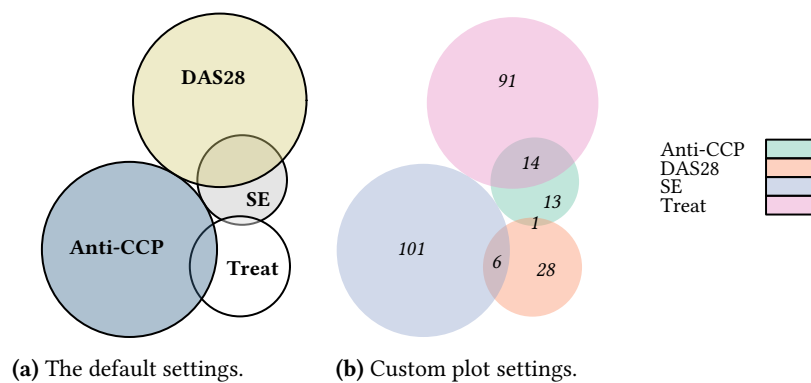 DAS28
SE
Anti-CCP
Treat
91
14
13
1
101
6
28
Anti-CCP
DAS28
SE
Treat
(a) The default settings.
(b) Custom plot settings.